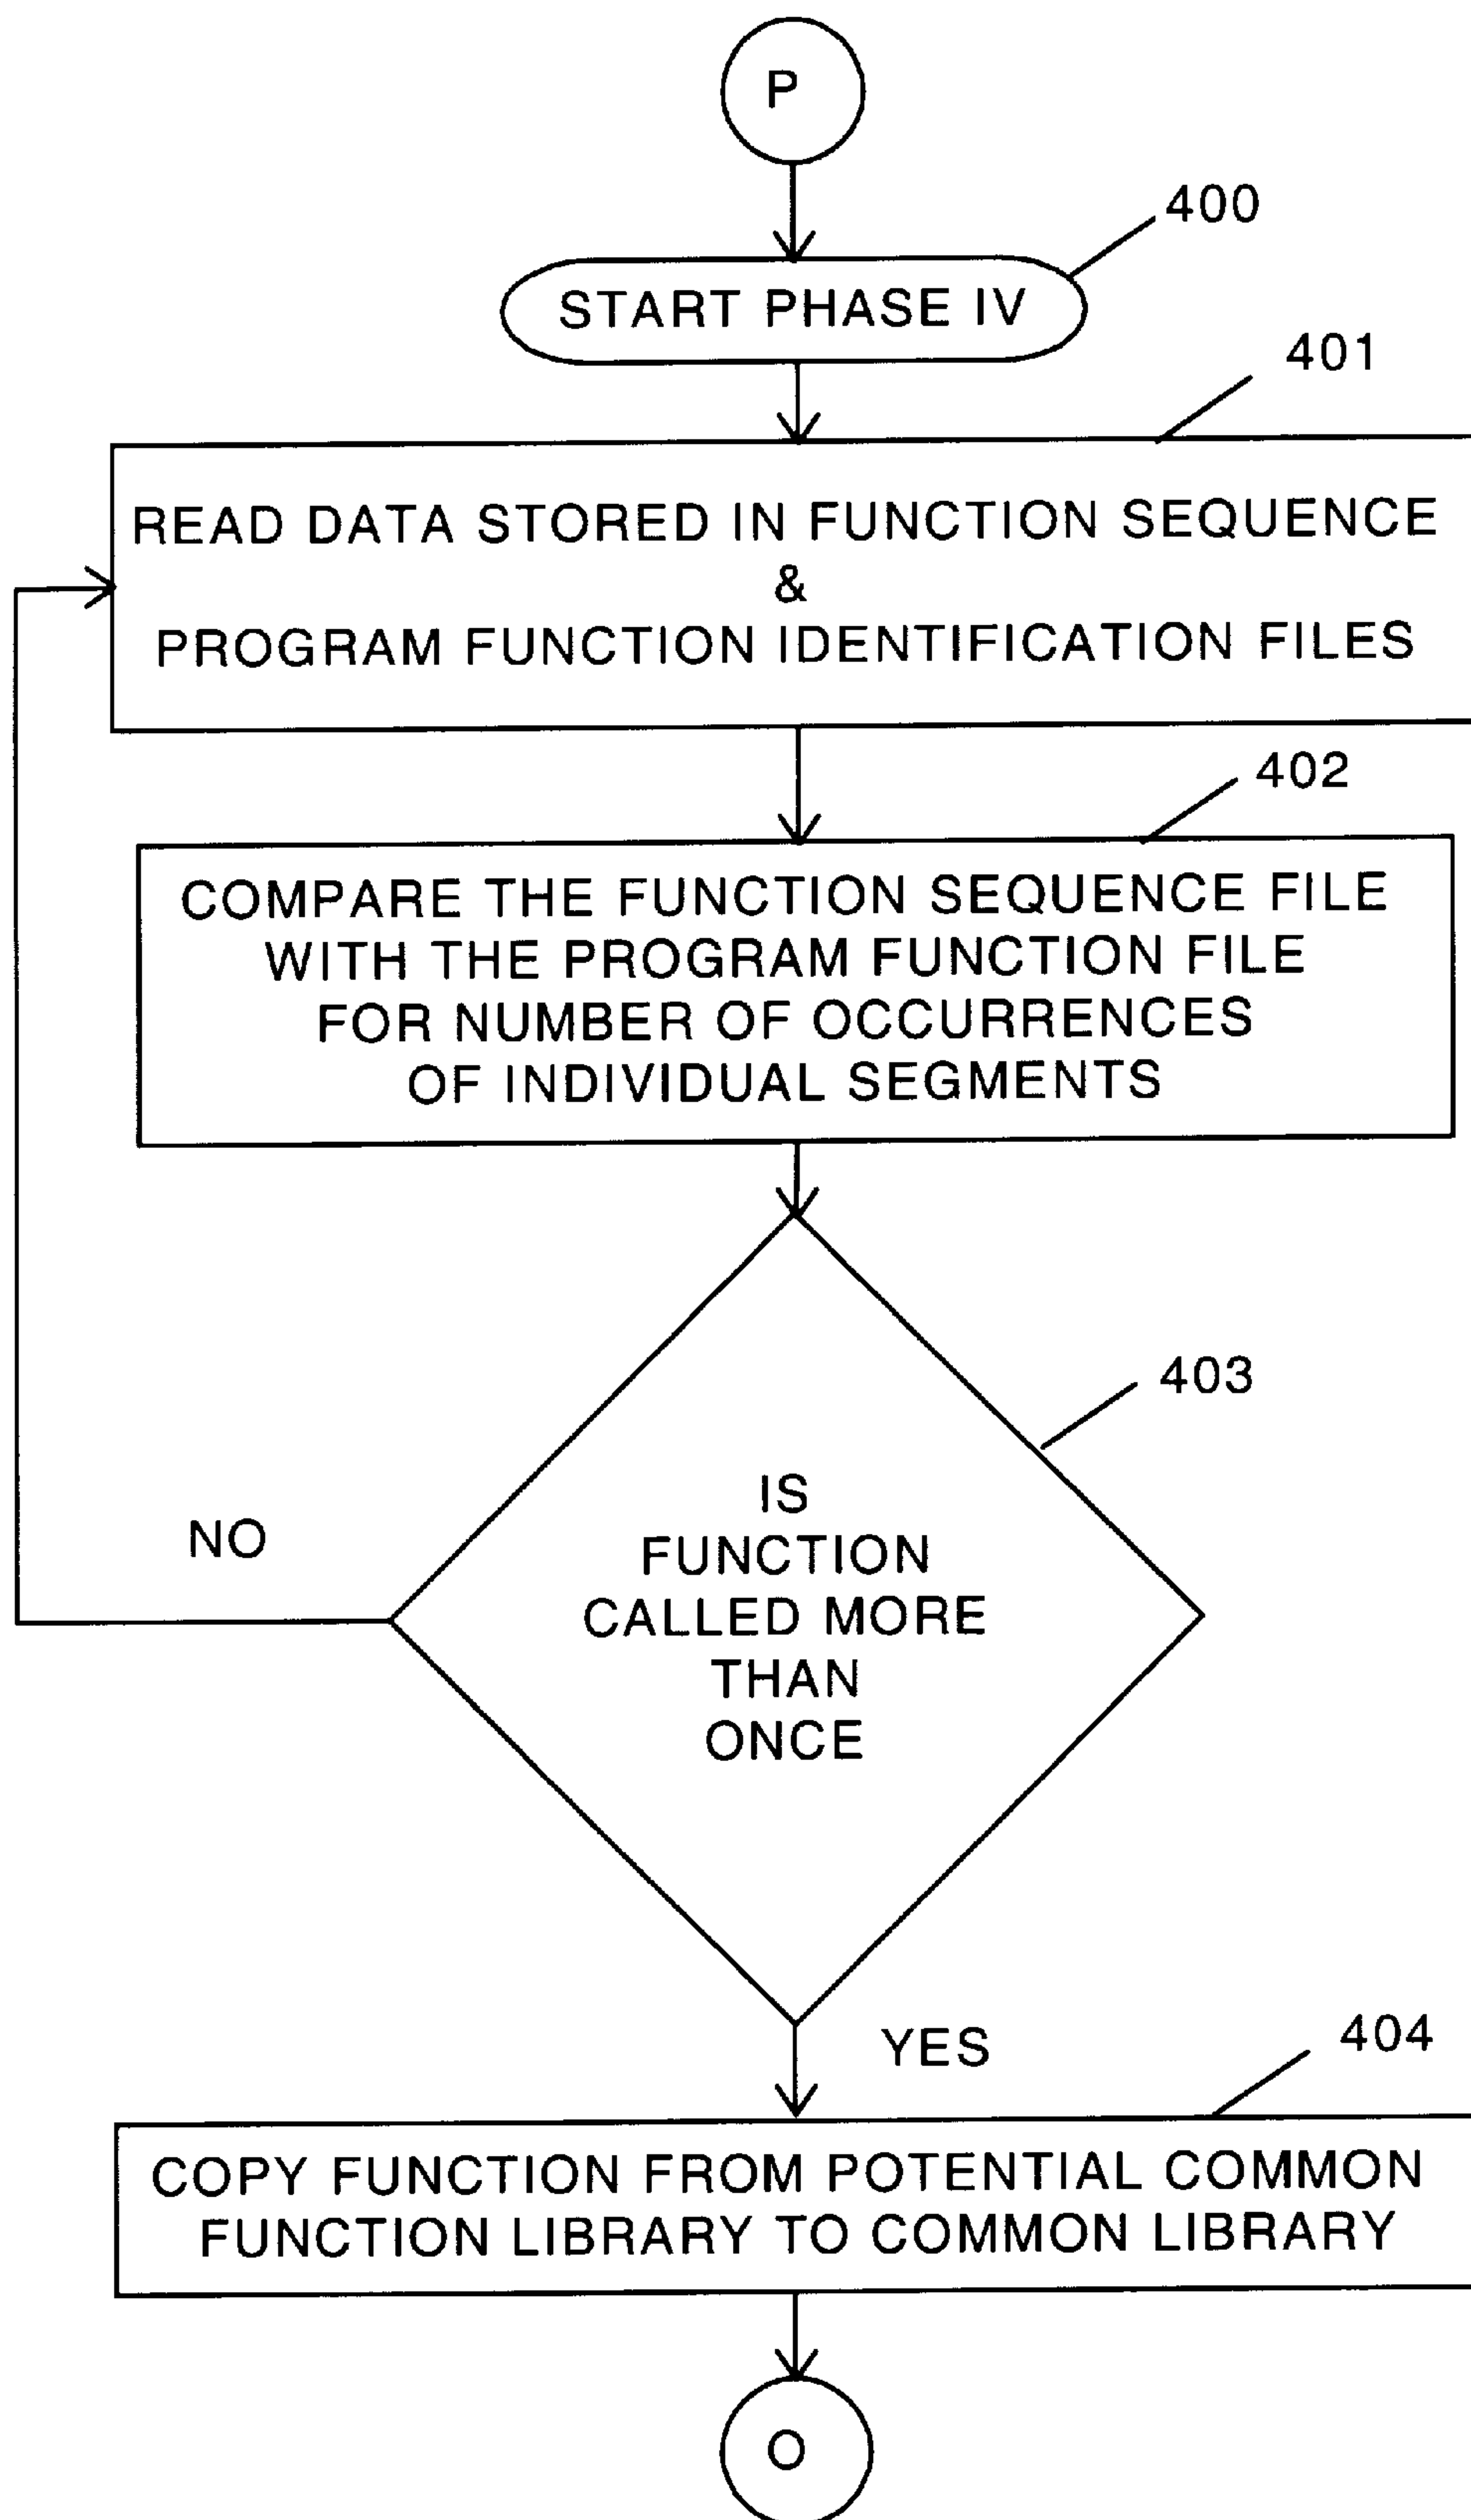 P
400
START PHASE IV
401
READ DATA STORED IN FUNCTION SEQUENCE
&
PROGRAM FUNCTION IDENTIFICATION FILES
402
COMPARE THE FUNCTION SEQUENCE FILE
WITH THE PROGRAM FUNCTION FILE
FOR NUMBER OF OCCURRENCES
OF INDIVIDUAL SEGMENTS
403
IS
FUNCTION
CALLED MORE
THAN
ONCE
NO
YES
404
COPY FUNCTION FROM POTENTIAL COMMON
FUNCTION LIBRARY TO COMMON LIBRARY
O